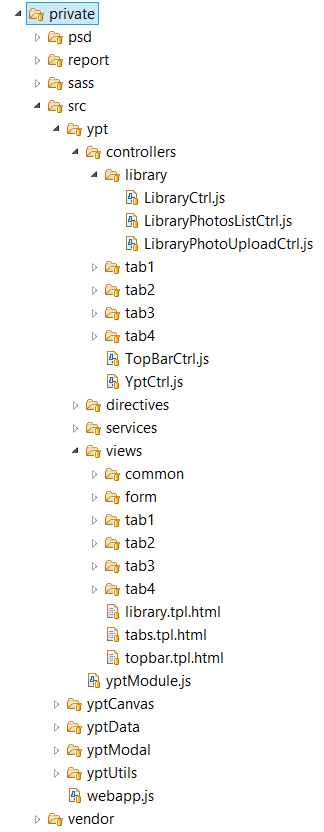 private
psd
report
sass
src
ypt
controllers
library
LibraryCtrl.js
LibraryPhotosListCtrl.js
LibraryPhotoUploadCtrl.js
tab1
tab2
tab3
tab4
TopBarCtrl.js
YptCtrl.js
directives
services
views
common
form
tab1
tab2
tab3
tab4
library.tpl.html
tabs.tpl.html
topbar.tpl.html
yptModule.js
yptCanvas
yptData
yptModal
yptUtils
webapp.js
vendor